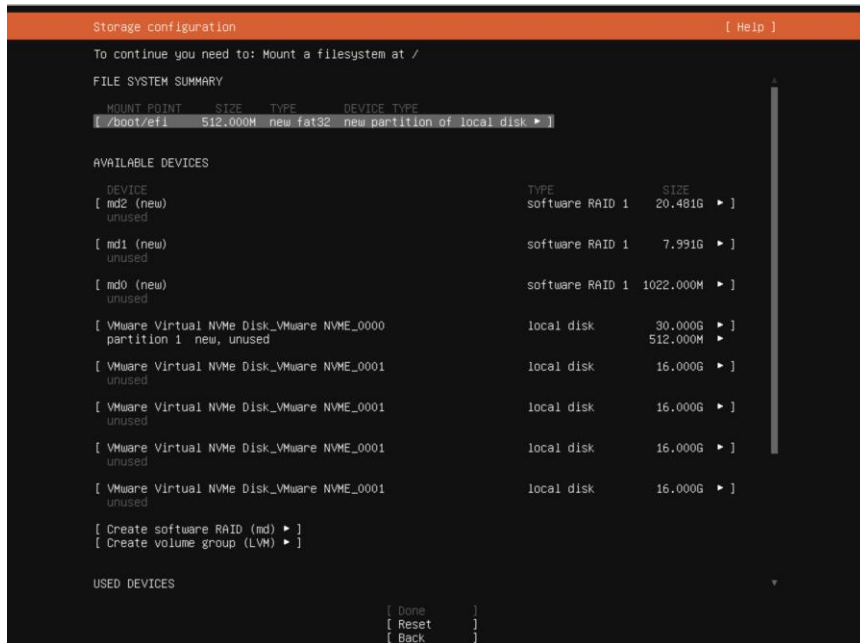 Storage configuration [ Help ]
To continue you need to: Mount a filesystem at /
FILE SYSTEM SUMMARY
MOUNT POINT SIZE TYPE DEVICE TYPE
[ /boot/efi 512.000M new fat32 new partition of local disk ▸ ]
AVAILABLE DEVICES
DEVICE TYPE SIZE
[ md2 (new) software RAID 1 20.481G ▸ ]
unused
[ md1 (new) software RAID 1 7.991G ▸ ]
unused
[ md0 (new) software RAID 1 1022.000M ▸ ]
unused
[ VMware Virtual NVMe Disk_VMware NVME_0000 local disk 30.000G ▸ ]
partition 1 new, unused 512.000M ▸
[ VMware Virtual NVMe Disk_VMware NVME_0001 local disk 16.000G ▸ ]
unused
[ VMware Virtual NVMe Disk_VMware NVME_0001 local disk 16.000G ▸ ]
unused
[ VMware Virtual NVMe Disk_VMware NVME_0001 local disk 16.000G ▸ ]
unused
[ VMware Virtual NVMe Disk_VMware NVME_0001 local disk 16.000G ▸ ]
unused
[ Create software RAID (md) ▸ ]
[ Create volume group (LVM) ▸ ]
USED DEVICES
[ Done ]
[ Reset ]
[ Back ]